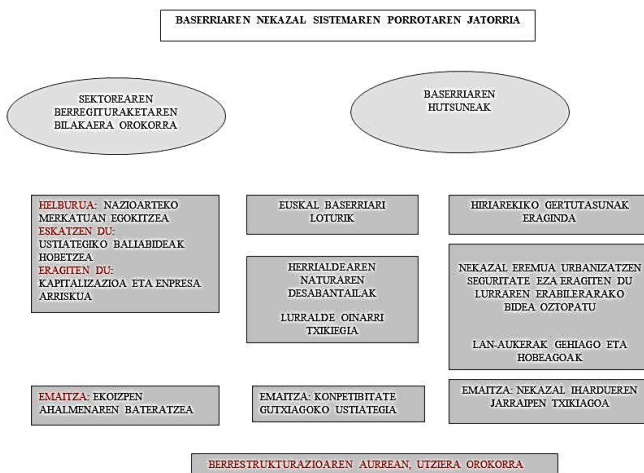 BASERRIAREN NEKAZAL SISTEMAREN PORROTAREN JATORRIA
SEKTOREAREN
BERREGITURAKETAREN
BILAKAERA OROKORRA
BASERRIAREN
HUTSUNEAK
HELBURUA: NAZIOARTEKO
MERKATUAN EGOKITZEA
ESKATZEN DU:
USTIATEGIKO BALIABIDEAK
HOBETZEA
ERAGITEN DU:
KAPITALIZAZIOA ETA ENPRESA
ARRISKUA
EUSKAL BASERRIARI
LOTURIK
HIRIAREKIKO GERTUTASUNAK
ERAGINDA
HERRIALDEAREN
NATURAREN
DESABANTAILAK
LURRALDE OINARRI
TXIKIEGIA
NEKAZAL EREMUA URBANIZATZEN
SEGURITATE EZA ERAGITEN DU
LURRAREN ERABILERARAKO
BIDEA OZTOPATU
LAN-AUKERAK GEHIAGO ETA
HOBEAGOAK
EMAITZA: EKOIZPEN
AHALMENAREN BATERATZEA
EMAITZA: KONPETIBITATE
GUTXIAGOKO USTIATEGIA
EMAITZA: NEKAZAL IHARDUEREN
JARRAIPEN TXIKIAGOA
BERRESTRUKTURAZIOAREN AURREAN, UTZIERA OROKORRA